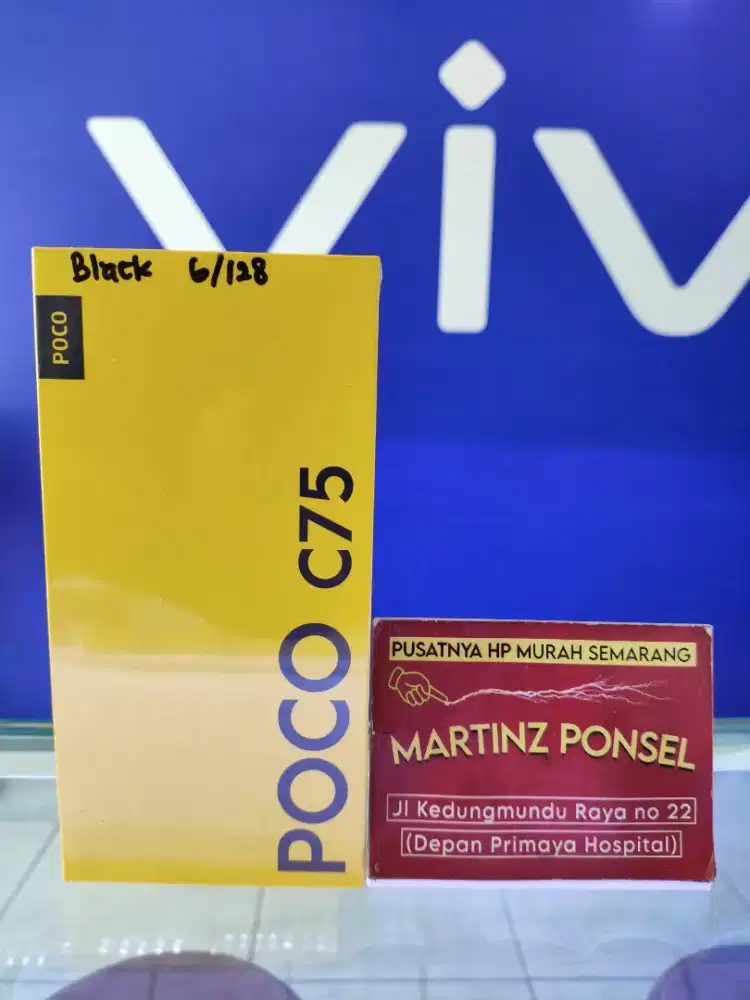 viv
Black 6/128
POCO
POCO C75
PUSATNYA HP MURAH SEMARANG
MARTINZ PONSEL
Jl Kedungmundu Raya no 22
(Depan Primaya Hospital)